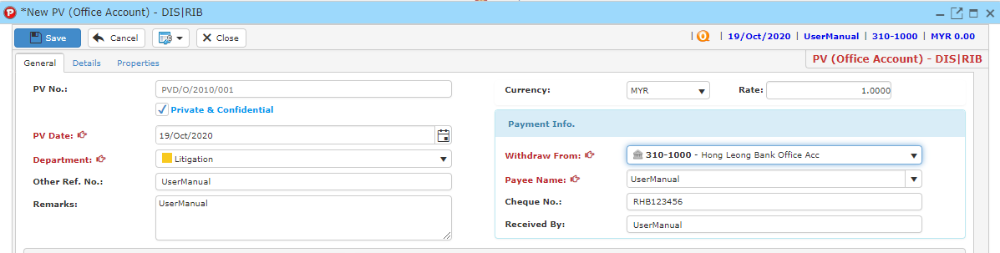 *New PV (Office Account) - DIS|RIB
Save Cancel Close | | 19/Oct/2020 | UserManual | 310-1000 | MYR 0.00
General Details Properties PV (Office Account) - DIS|RIB
PV No.: PVD/O/2010/001 Currency: MYR Rate: 1.0000
Private & Confidential
Payment Info.
PV Date: 19/Oct/2020
Department: Litigation Withdraw From: 310-1000 - Hong Leong Bank Office Acc
Other Ref. No.: UserManual Payee Name: UserManual
Remarks: UserManual Cheque No.: RHB123456
Received By: UserManual